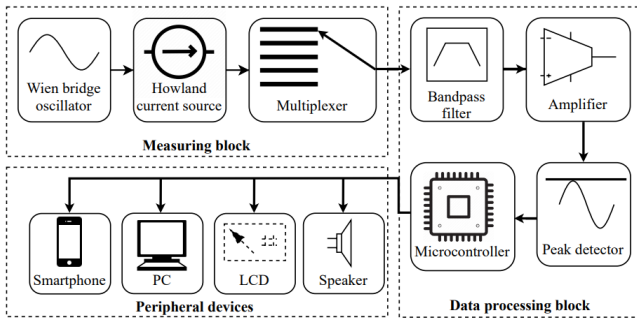 Wien bridge
oscillator
Howland
current source
Multiplexer
Measuring block
Bandpass
filter
Amplifier
Microcontroller
Peak detector
Data processing block
Smartphone
PC
LCD
Speaker
Peripheral devices